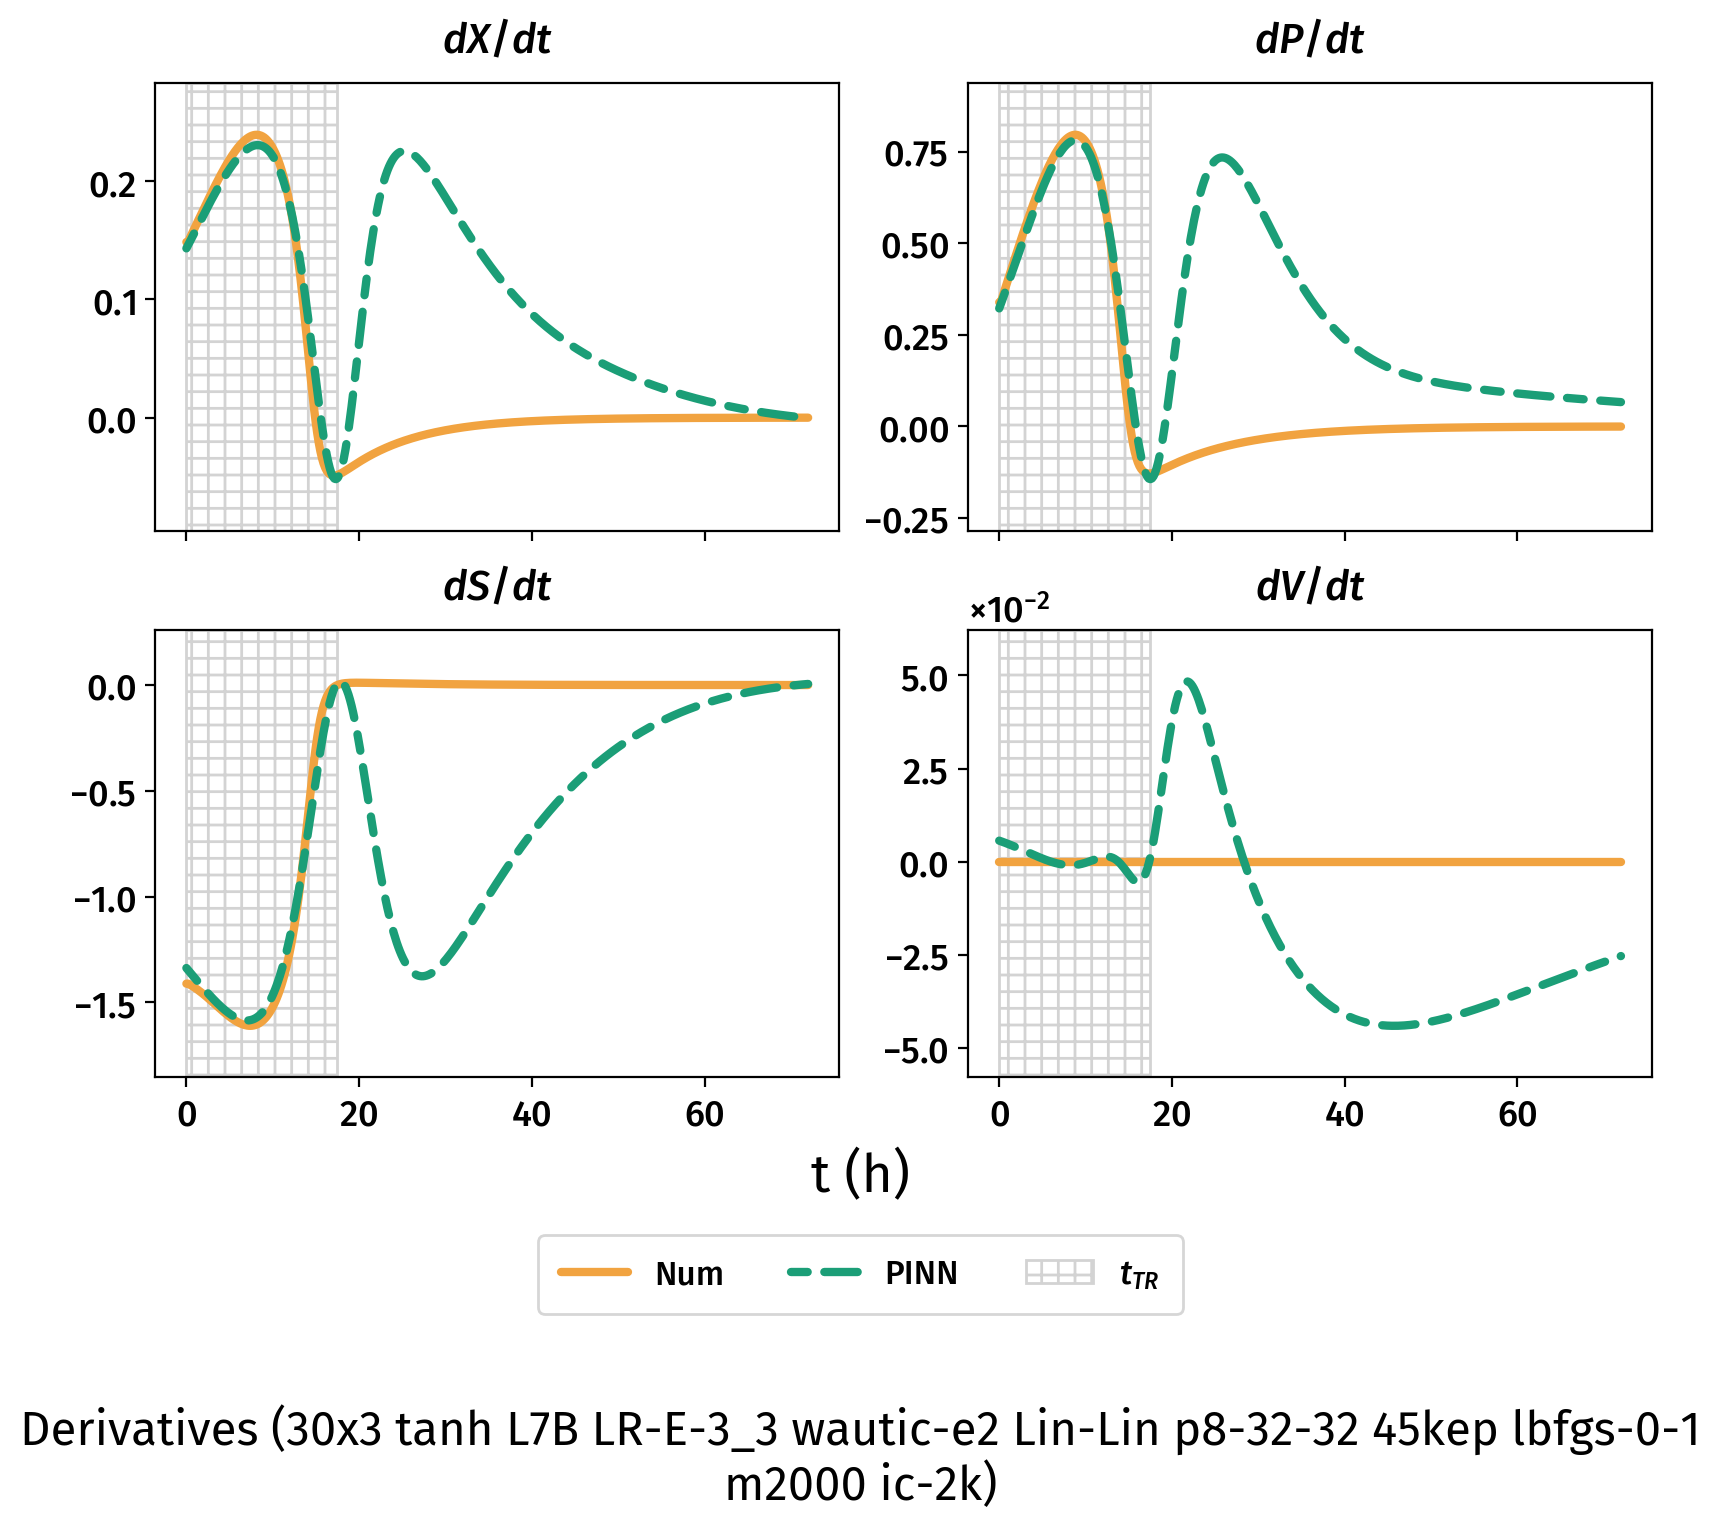 dX/dt
dP/dt
0.2
0.1
0.0
0.75
0.50
0.25
0.00
−0.25
dS/dt
dV/dt
×10⁻²
0.0
−0.5
−1.0
−1.5
5.0
2.5
0.0
−2.5
−5.0
0 20 40 60
0 20 40 60
t (h)
Num PINN t_TR
Derivatives (30x3 tanh L7B LR-E-3_3 wautic-e2 Lin-Lin p8-32-32 45kep lbfgs-0-1
m2000 ic-2k)